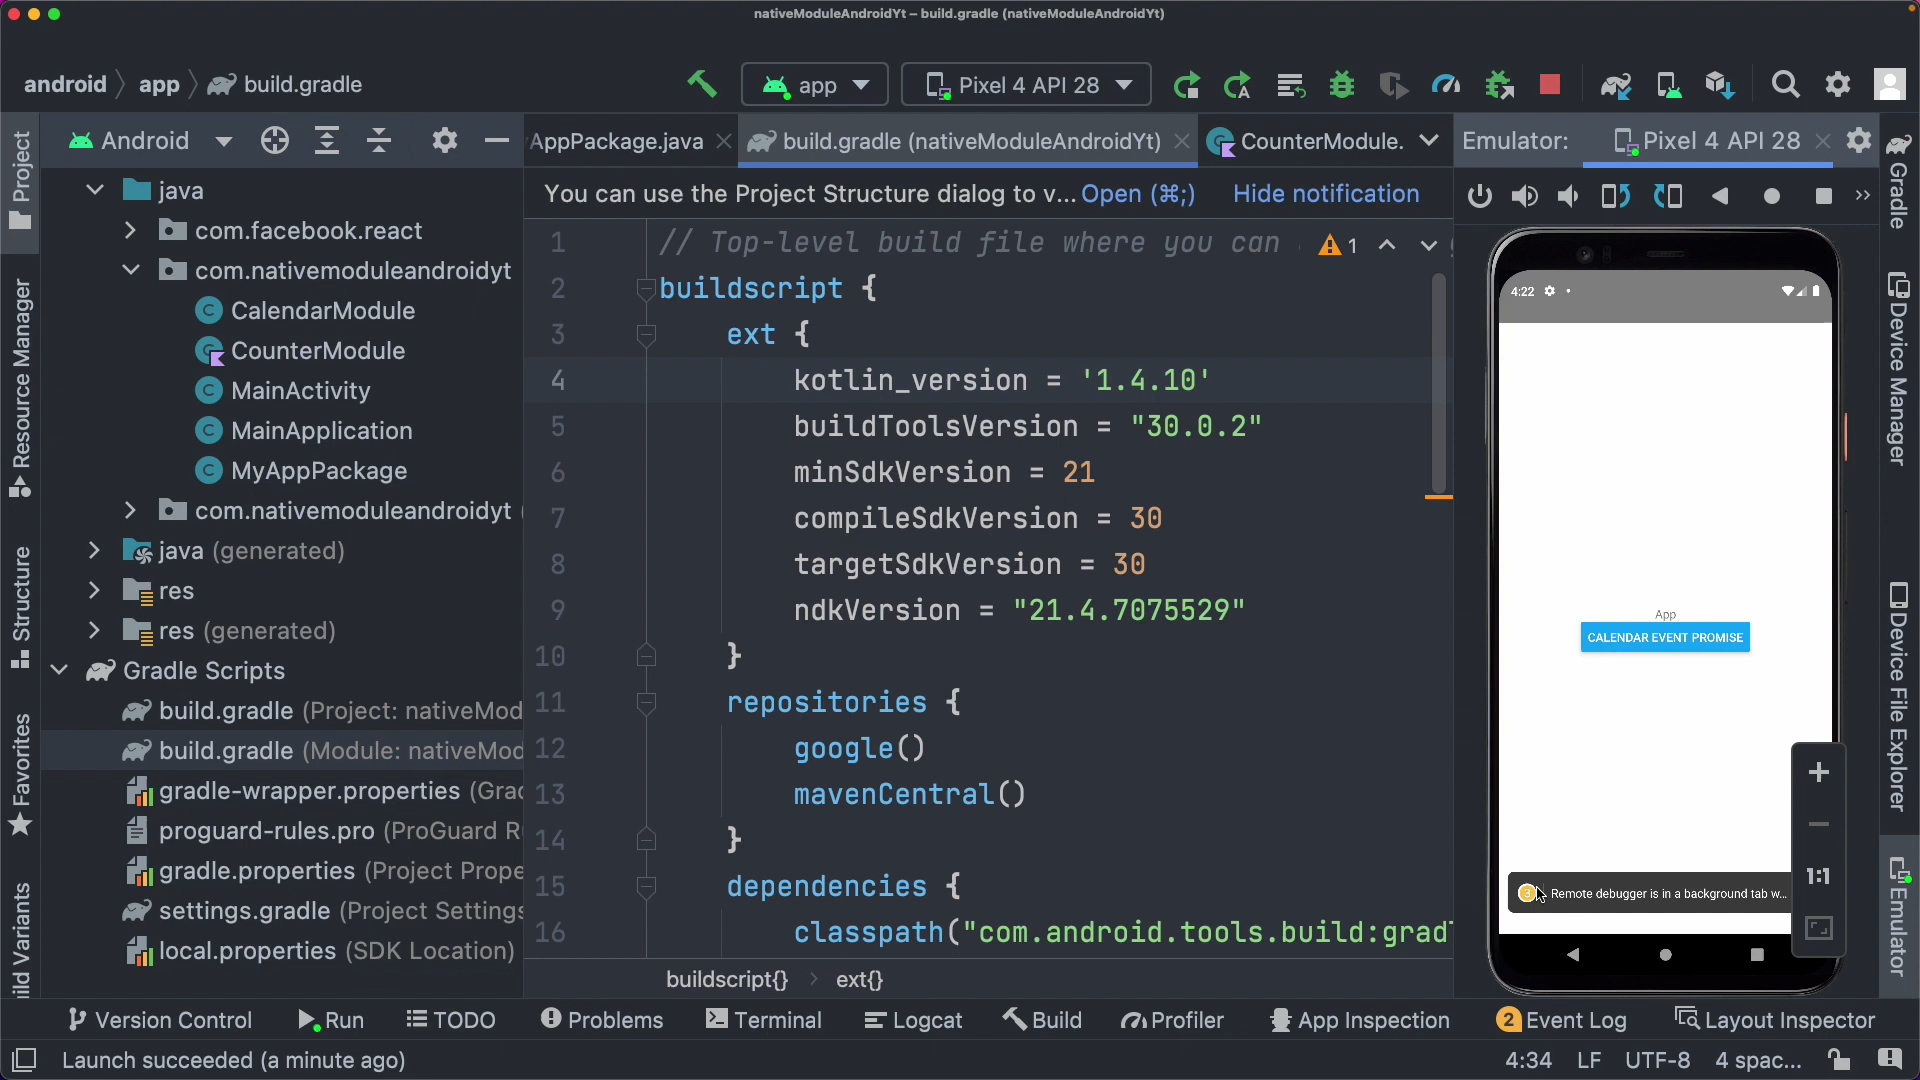 nativeModuleAndroidYt – build.gradle (nativeModuleAndroidYt)
android app build.gradle
app
Pixel 4 API 28
Project
Android
AppPackage.java
build.gradle (nativeModuleAndroidYt)
CounterModule.
Emulator:
Pixel 4 API 28
You can use the Project Structure dialog to v... Open (⌘;) Hide notification
java
com.facebook.react
com.nativemoduleandroidyt
CalendarModule
CounterModule
MainActivity
MainApplication
MyAppPackage
com.nativemoduleandroidyt (
java (generated)
res
res (generated)
Gradle Scripts
build.gradle (Project: nativeMod
build.gradle (Module: nativeMod
gradle-wrapper.properties (Grad
proguard-rules.pro (ProGuard R
gradle.properties (Project Prope
settings.gradle (Project Settings
local.properties (SDK Location)
Resource Manager
Structure
Favorites
ild Variants
1 // Top-level build file where you can
1
2 buildscript {
3 ext {
4 kotlin_version = '1.4.10'
5 buildToolsVersion = "30.0.2"
6 minSdkVersion = 21
7 compileSdkVersion = 30
8 targetSdkVersion = 30
9 ndkVersion = "21.4.7075529"
10 }
11 repositories {
12 google()
13 mavenCentral()
14 }
15 dependencies {
16 classpath("com.android.tools.build:grad
buildscript{} ext{}
4:22
App
CALENDAR EVENT PROMISE
3 Remote debugger is in a background tab w...
1:1
Gradle
Device Manager
Device File Explorer
Emulator
Version Control Run TODO Problems Terminal Logcat Build Profiler App Inspection 2 Event Log Layout Inspector
Launch succeeded (a minute ago)
4:34 LF UTF-8 4 spac...